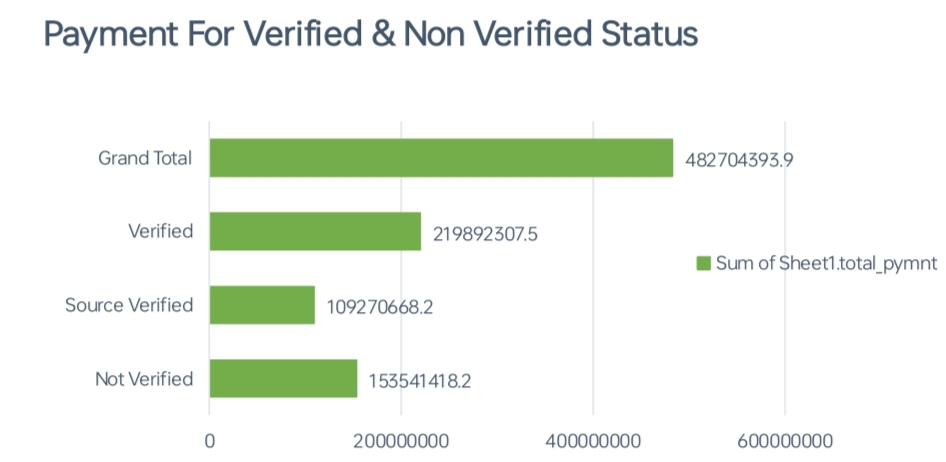 Payment For Verified & Non Verified Status
Grand Total
482704393.9
Verified
219892307.5
Sum of Sheet1.total_pymnt
Source Verified
109270668.2
Not Verified
153541418.2
0
200000000
400000000
600000000